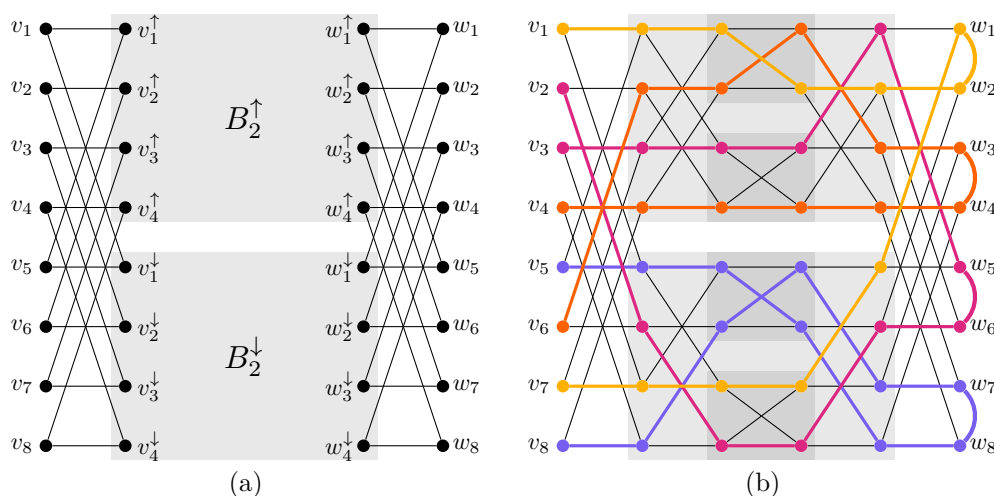 v₁ v₁↑ w₁↑ w₁ v₁ w₁
v₂ v₂↑ w₂↑ w₂ v₂ w₂
B₂↑
v₃ v₃↑ w₃↑ w₃ v₃ w₃
v₄ v₄↑ w₄↑ w₄ v₄ w₄
v₅ v₁↓ w₁↓ w₅ v₅ w₅
v₆ v₂↓ w₂↓ w₆ v₆ w₆
B₂↓
v₇ v₃↓ w₃↓ w₇ v₇ w₇
v₈ v₄↓ w₄↓ w₈ v₈ w₈
(a) (b)